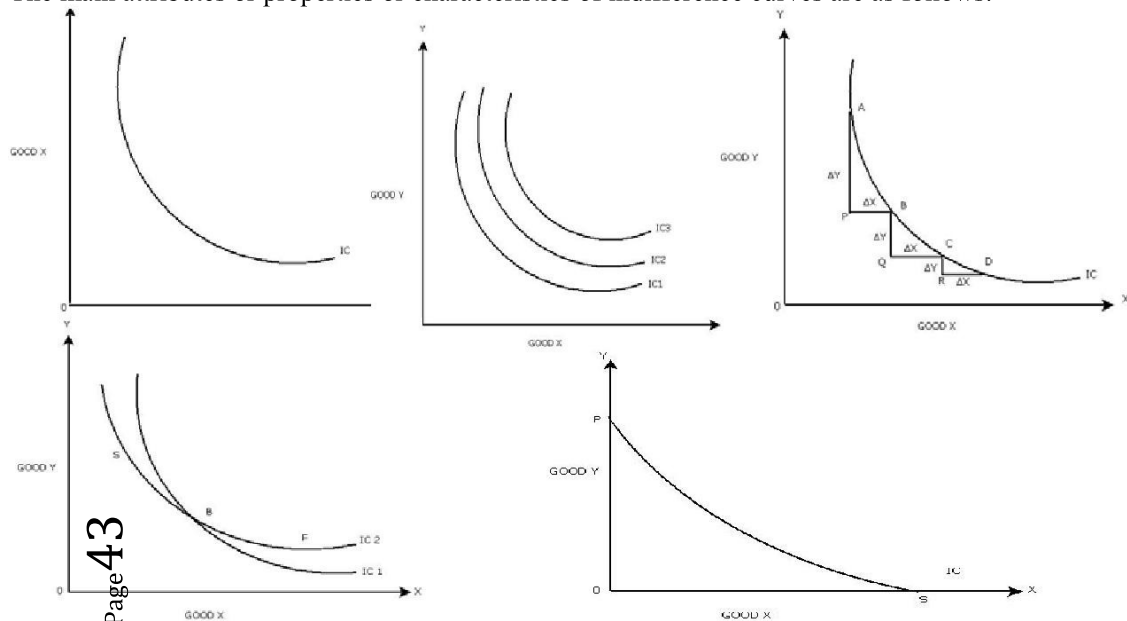 The main attributes or properties or characteristics of indifference curves are as follows:
GOOD X
IC
0
Y
GOOD Y
IC3
IC2
IC1
GOOD X
Y
GOOD Y
A
ΔY
ΔX
P
B
ΔY
ΔX
Q
C
ΔY
D
R
ΔX
IC
X
GOOD X
Y
GOOD Y
S
B
F
IC 2
IC 1
0
X
GOOD X
Page 43
Y
P
GOOD Y
IC
0
S
X
GOOD X